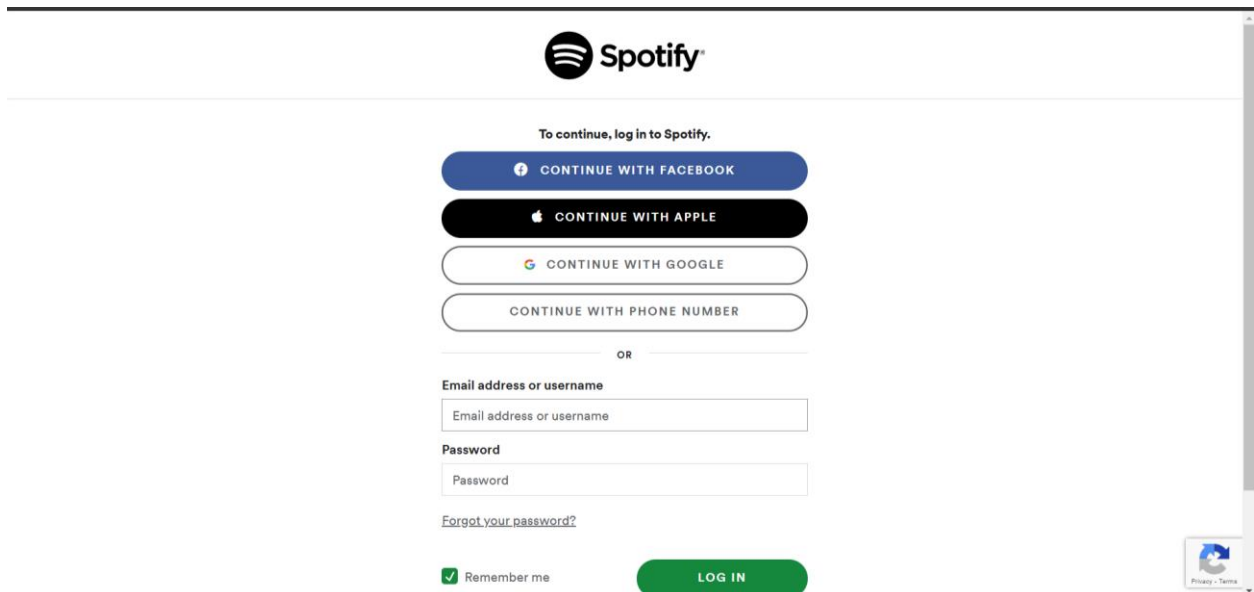 Spotify®
To continue, log in to Spotify.
CONTINUE WITH FACEBOOK
CONTINUE WITH APPLE
CONTINUE WITH GOOGLE
CONTINUE WITH PHONE NUMBER
OR
Email address or username
Email address or username
Password
Password
Forgot your password?
Remember me
LOG IN
Privacy - Terms